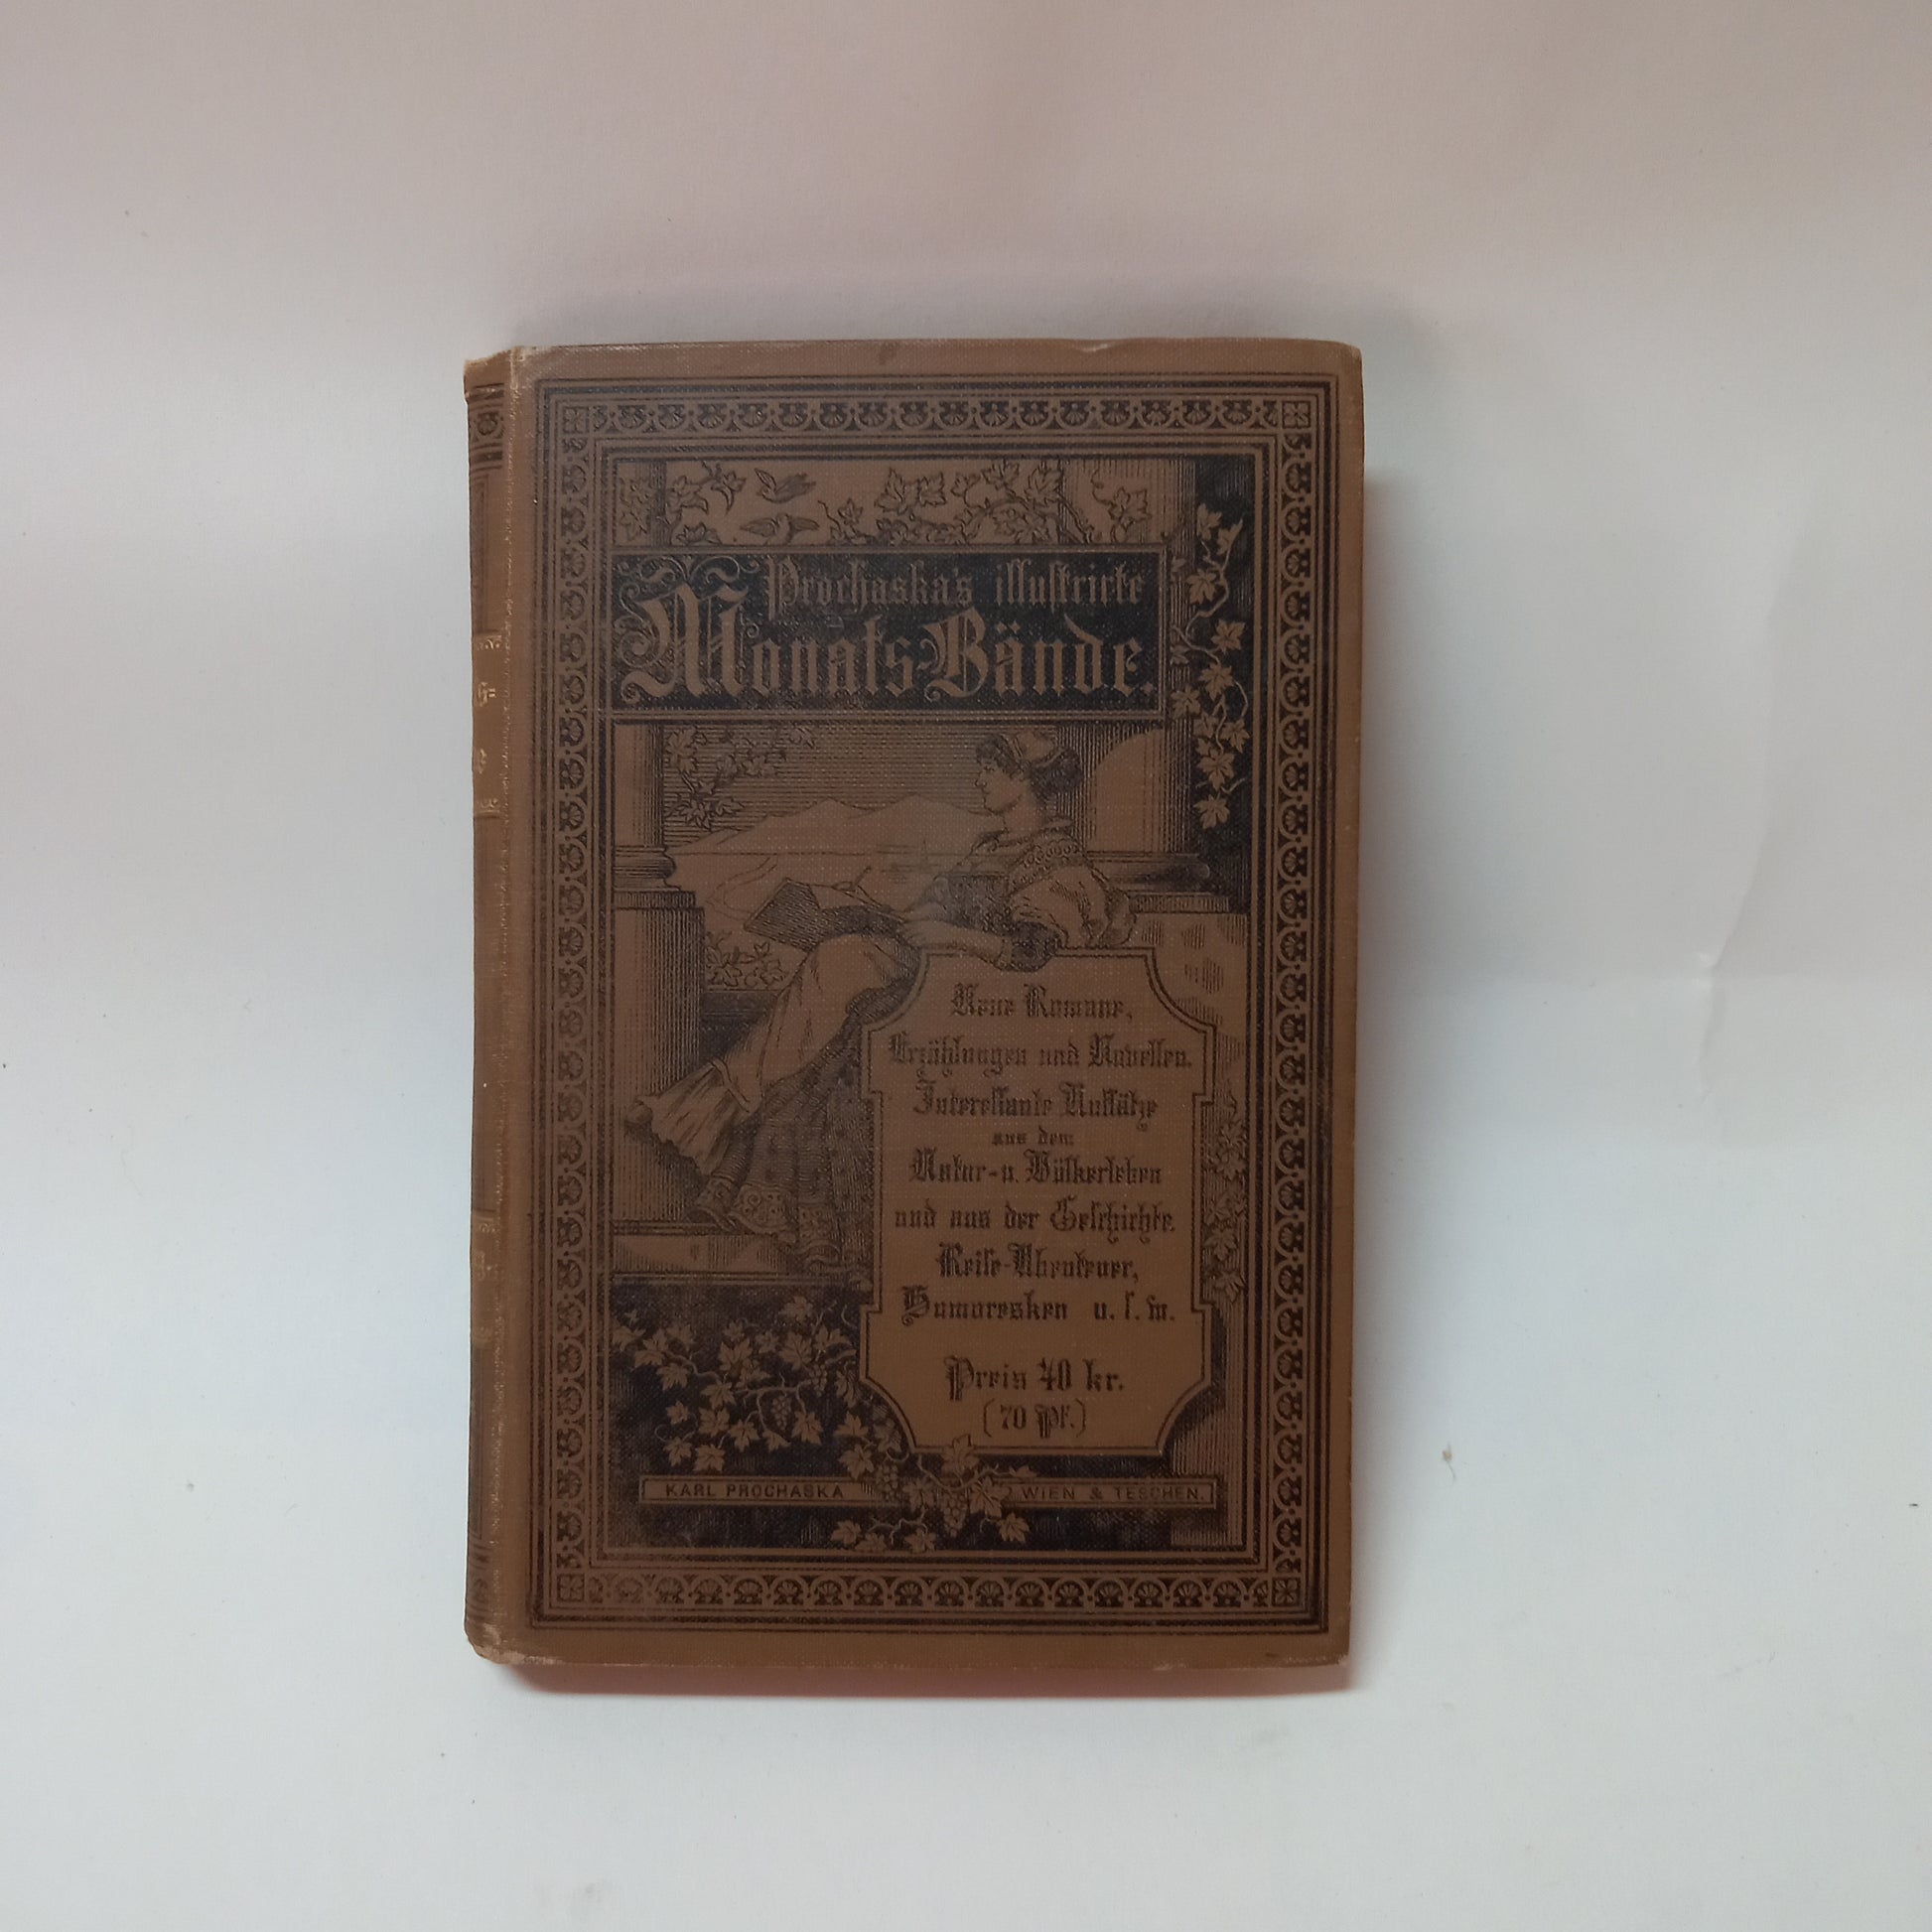 Prochaska's illustrirte
Monats-Bände.
Neue Romane,
Erzählungen und Novellen.
Interessante Aufsätze
aus dem
Natur- u. Völkerleben
und aus der Geschichte.
Reise-Abenteuer,
Humoresken u. s. w.
Preis 40 kr.
(70 Pf.)
KARL PROCHASKA
WIEN & TESCHEN.